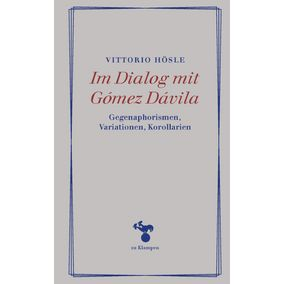 VITTORIO HÖSLE
Im Dialog mit
Gómez Dávila
Gegenaphorismen,
Variationen, Korollarien
zu Klampen